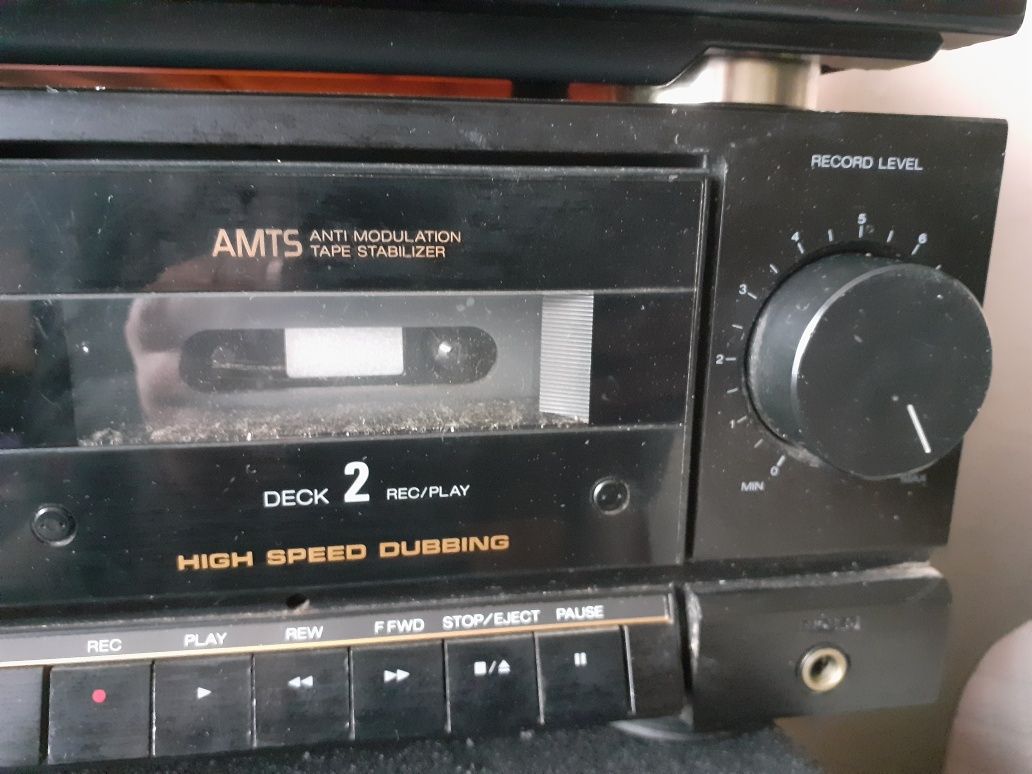 RECORD LEVEL
AMTS ANTI MODULATION
TAPE STABILIZER
4 5 6
3
2
1
0
MIN MAX
DECK 2 REC/PLAY
HIGH SPEED DUBBING
REC PLAY REW F FWD STOP/EJECT PAUSE